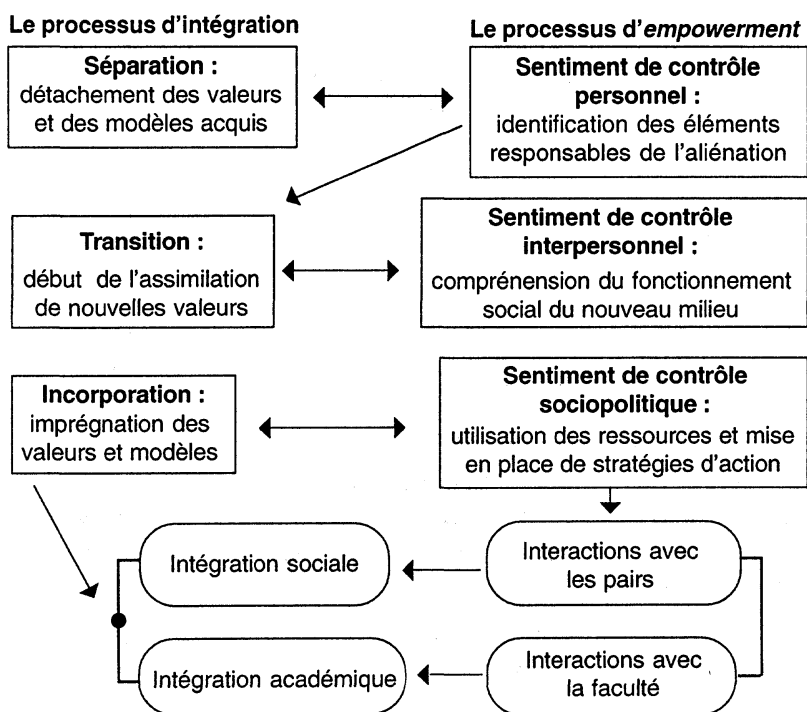 Le processus d'intégration
Le processus d'empowerment
Séparation :
détachement des valeurs
et des modèles acquis
Sentiment de contrôle
personnel :
identification des éléments
responsables de l'aliénation
Transition :
début de l'assimilation
de nouvelles valeurs
Sentiment de contrôle
interpersonnel :
comprénension du fonctionnement
social du nouveau milieu
Incorporation :
imprégnation des
valeurs et modèles
Sentiment de contrôle
sociopolitique :
utilisation des ressources et mise
en place de stratégies d'action
Intégration sociale
Interactions avec
les pairs
Intégration académique
Interactions avec
la faculté